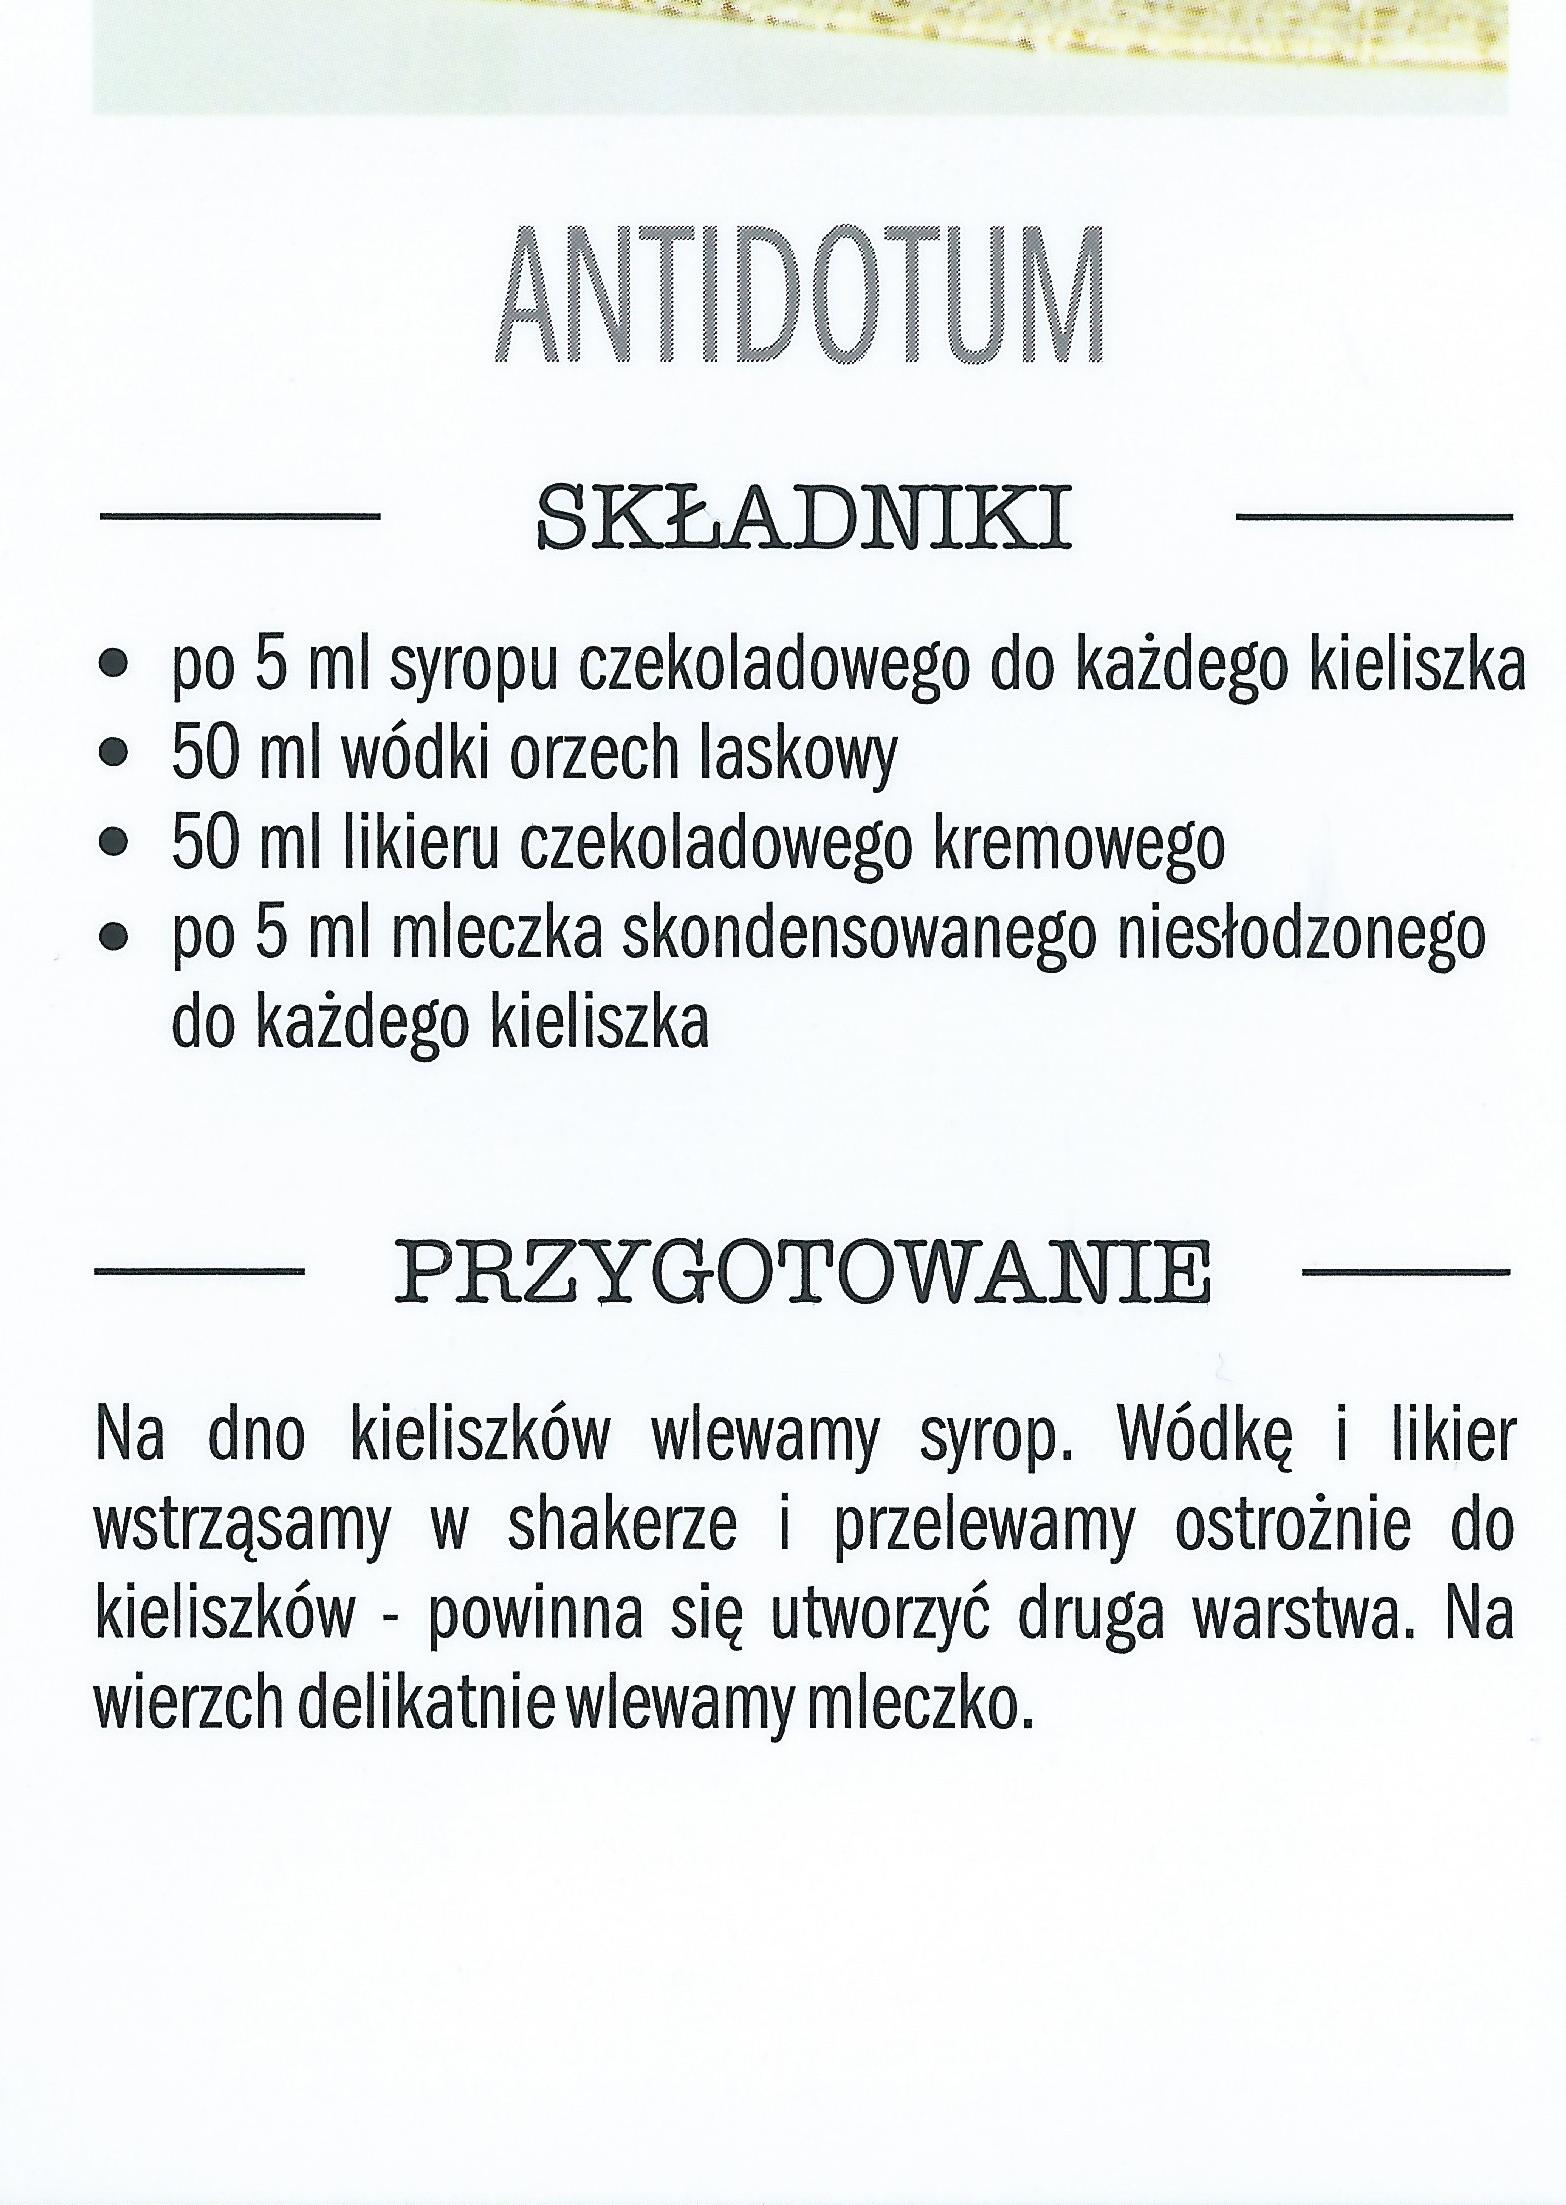 ANTIDOTUM
SKŁADNIKI
• po 5 ml syropu czekoladowego do każdego kieliszka
• 50 ml wódki orzech laskowy
• 50 ml likieru czekoladowego kremowego
• po 5 ml mleczka skondensowanego niesłodzonego
do każdego kieliszka
PRZYGOTOWANIE
Na dno kieliszków wlewamy syrop. Wódkę i likier
wstrząsamy w shakerze i przelewamy ostrożnie do
kieliszków - powinna się utworzyć druga warstwa. Na
wierzch delikatnie wlewamy mleczko.